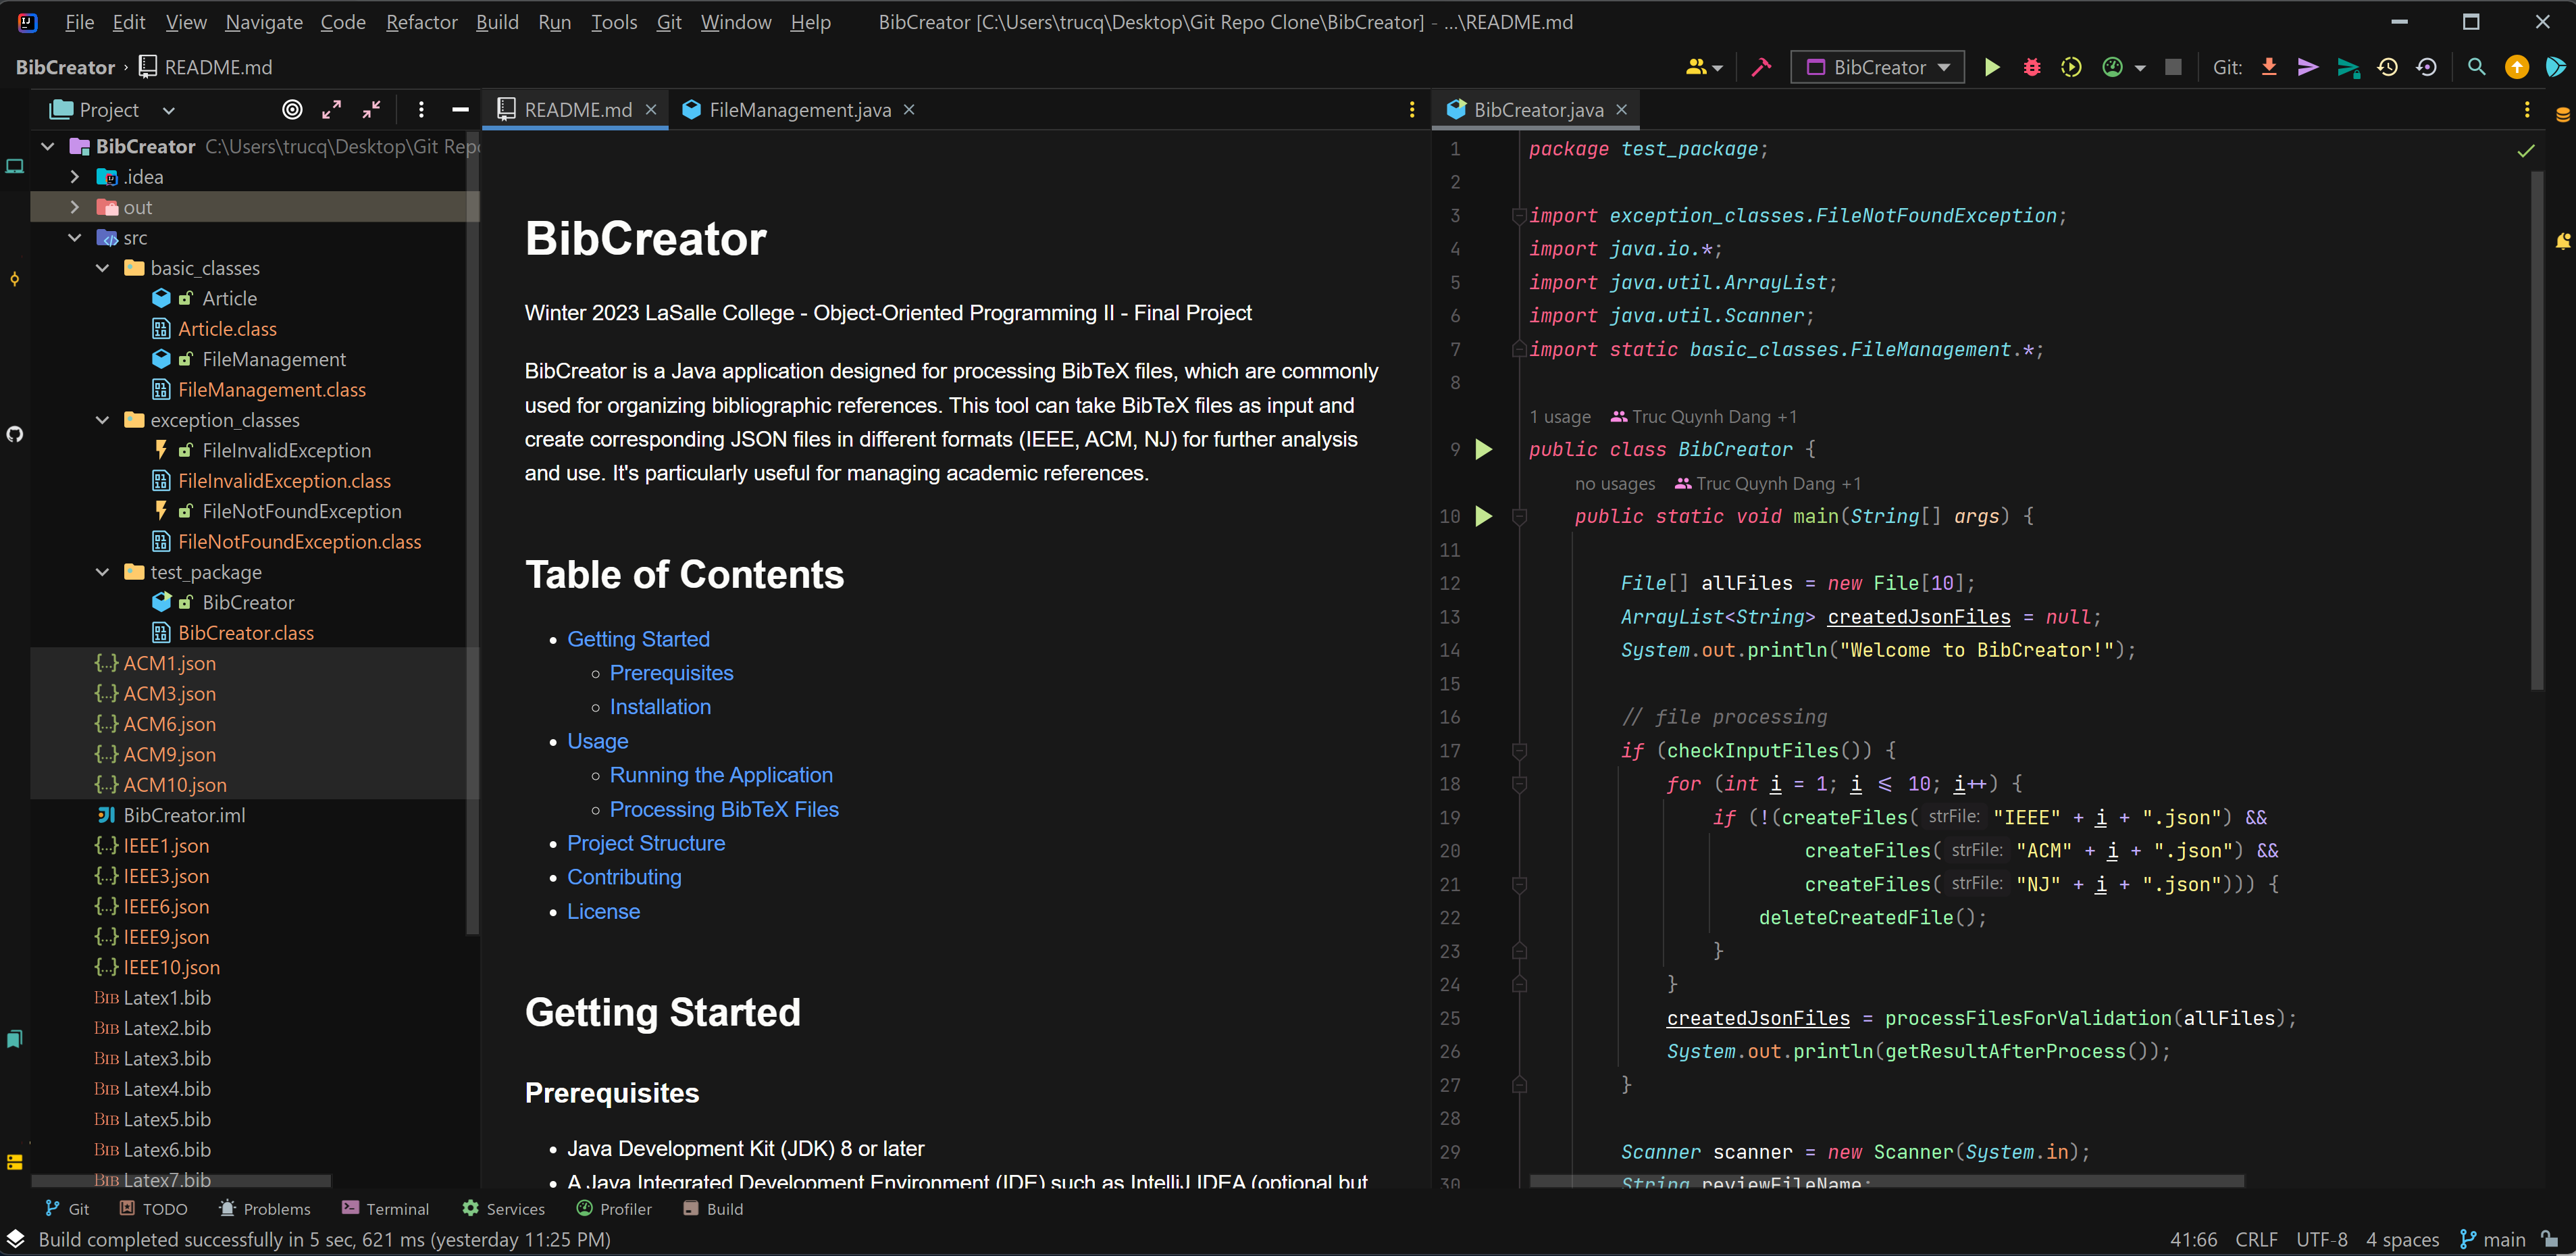 File Edit View Navigate Code Refactor Build Run Tools Git Window Help BibCreator [C:\Users\trucq\Desktop\Git Repo Clone\BibCreator] - ...\README.md
BibCreator › README.md
BibCreator
Git:
Project
README.md
FileManagement.java
BibCreator.java
BibCreator C:\Users\trucq\Desktop\Git Rep
.idea
out
src
basic_classes
Article
Article.class
FileManagement
FileManagement.class
exception_classes
FileInvalidException
FileInvalidException.class
FileNotFoundException
FileNotFoundException.class
test_package
BibCreator
BibCreator.class
ACM1.json
ACM3.json
ACM6.json
ACM9.json
ACM10.json
BibCreator.iml
IEEE1.json
IEEE3.json
IEEE6.json
IEEE9.json
IEEE10.json
BIB Latex1.bib
BIB Latex2.bib
BIB Latex3.bib
BIB Latex4.bib
BIB Latex5.bib
BIB Latex6.bib
BIB Latex7.bib
BibCreator
Winter 2023 LaSalle College - Object-Oriented Programming II - Final Project
BibCreator is a Java application designed for processing BibTeX files, which are commonly
used for organizing bibliographic references. This tool can take BibTeX files as input and
create corresponding JSON files in different formats (IEEE, ACM, NJ) for further analysis
and use. It's particularly useful for managing academic references.
Table of Contents
• Getting Started
◦ Prerequisites
◦ Installation
• Usage
◦ Running the Application
◦ Processing BibTeX Files
• Project Structure
• Contributing
• License
Getting Started
Prerequisites
• Java Development Kit (JDK) 8 or later
• A Java Integrated Development Environment (IDE) such as IntelliJ IDEA (optional but
1 package test_package;
2
3 import exception_classes.FileNotFoundException;
4 import java.io.*;
5 import java.util.ArrayList;
6 import java.util.Scanner;
7 import static basic_classes.FileManagement.*;
8
1 usage Truc Quynh Dang +1
9 public class BibCreator {
no usages Truc Quynh Dang +1
10 public static void main(String[] args) {
11
12 File[] allFiles = new File[10];
13 ArrayList<String> createdJsonFiles = null;
14 System.out.println("Welcome to BibCreator!");
15
16 // file processing
17 if (checkInputFiles()) {
18 for (int i = 1; i <= 10; i++) {
19 if (!(createFiles( strFile: "IEEE" + i + ".json") &&
20 createFiles( strFile: "ACM" + i + ".json") &&
21 createFiles( strFile: "NJ" + i + ".json"))) {
22 deleteCreatedFile();
23 }
24 }
25 createdJsonFiles = processFilesForValidation(allFiles);
26 System.out.println(getResultAfterProcess());
27 }
28
29 Scanner scanner = new Scanner(System.in);
30 String reviewFileName;
Git TODO Problems Terminal Services Profiler Build
Build completed successfully in 5 sec, 621 ms (yesterday 11:25 PM)
41:66 CRLF UTF-8 4 spaces main